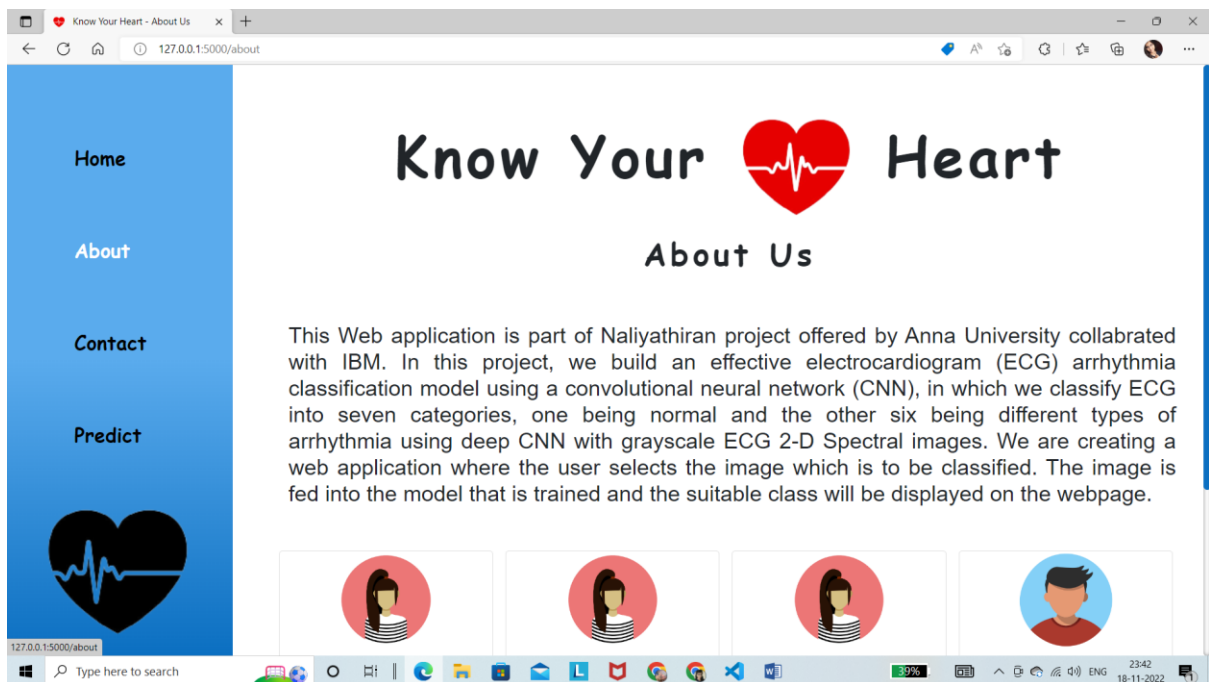 Know Your Heart - About Us
127.0.0.1:5000/about
Home
About
Contact
Predict
Know Your Heart
About Us
This Web application is part of Naliyathiran project offered by Anna University collabrated
with IBM. In this project, we build an effective electrocardiogram (ECG) arrhythmia
classification model using a convolutional neural network (CNN), in which we classify ECG
into seven categories, one being normal and the other six being different types of
arrhythmia using deep CNN with grayscale ECG 2-D Spectral images. We are creating a
web application where the user selects the image which is to be classified. The image is
fed into the model that is trained and the suitable class will be displayed on the webpage.
127.0.0.1:5000/about
Type here to search
39%
ENG
23:42
18-11-2022